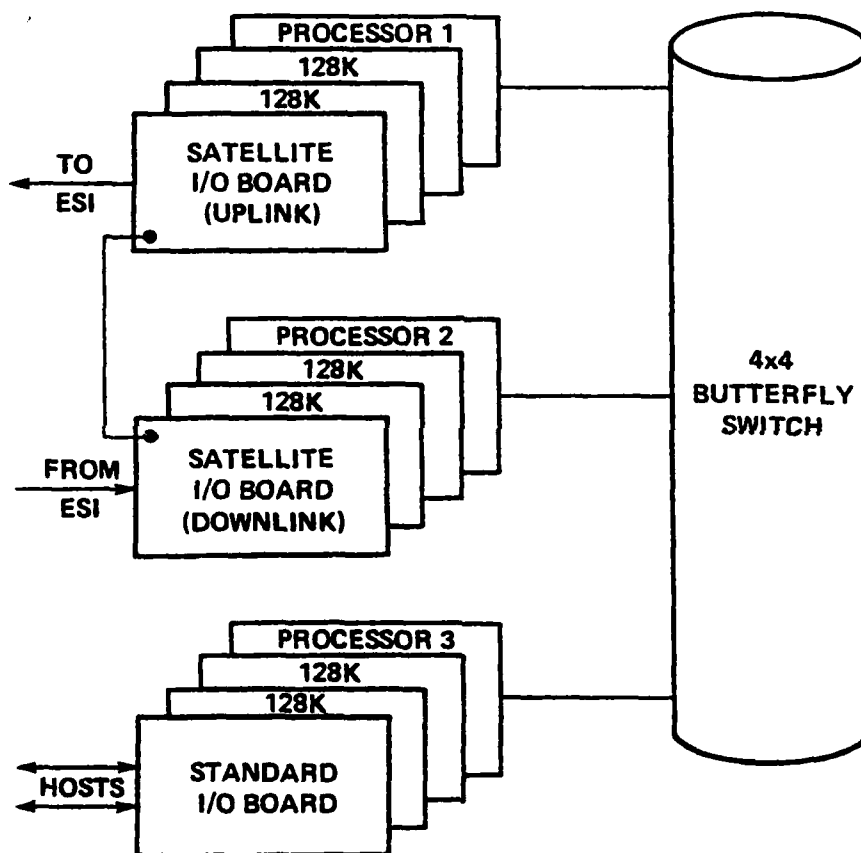 PROCESSOR 1
128K
128K
SATELLITE
I/O BOARD
(UPLINK)
TO
ESI
PROCESSOR 2
128K
128K
SATELLITE
I/O BOARD
(DOWNLINK)
FROM
ESI
4x4
BUTTERFLY
SWITCH
PROCESSOR 3
128K
128K
STANDARD
I/O BOARD
HOSTS